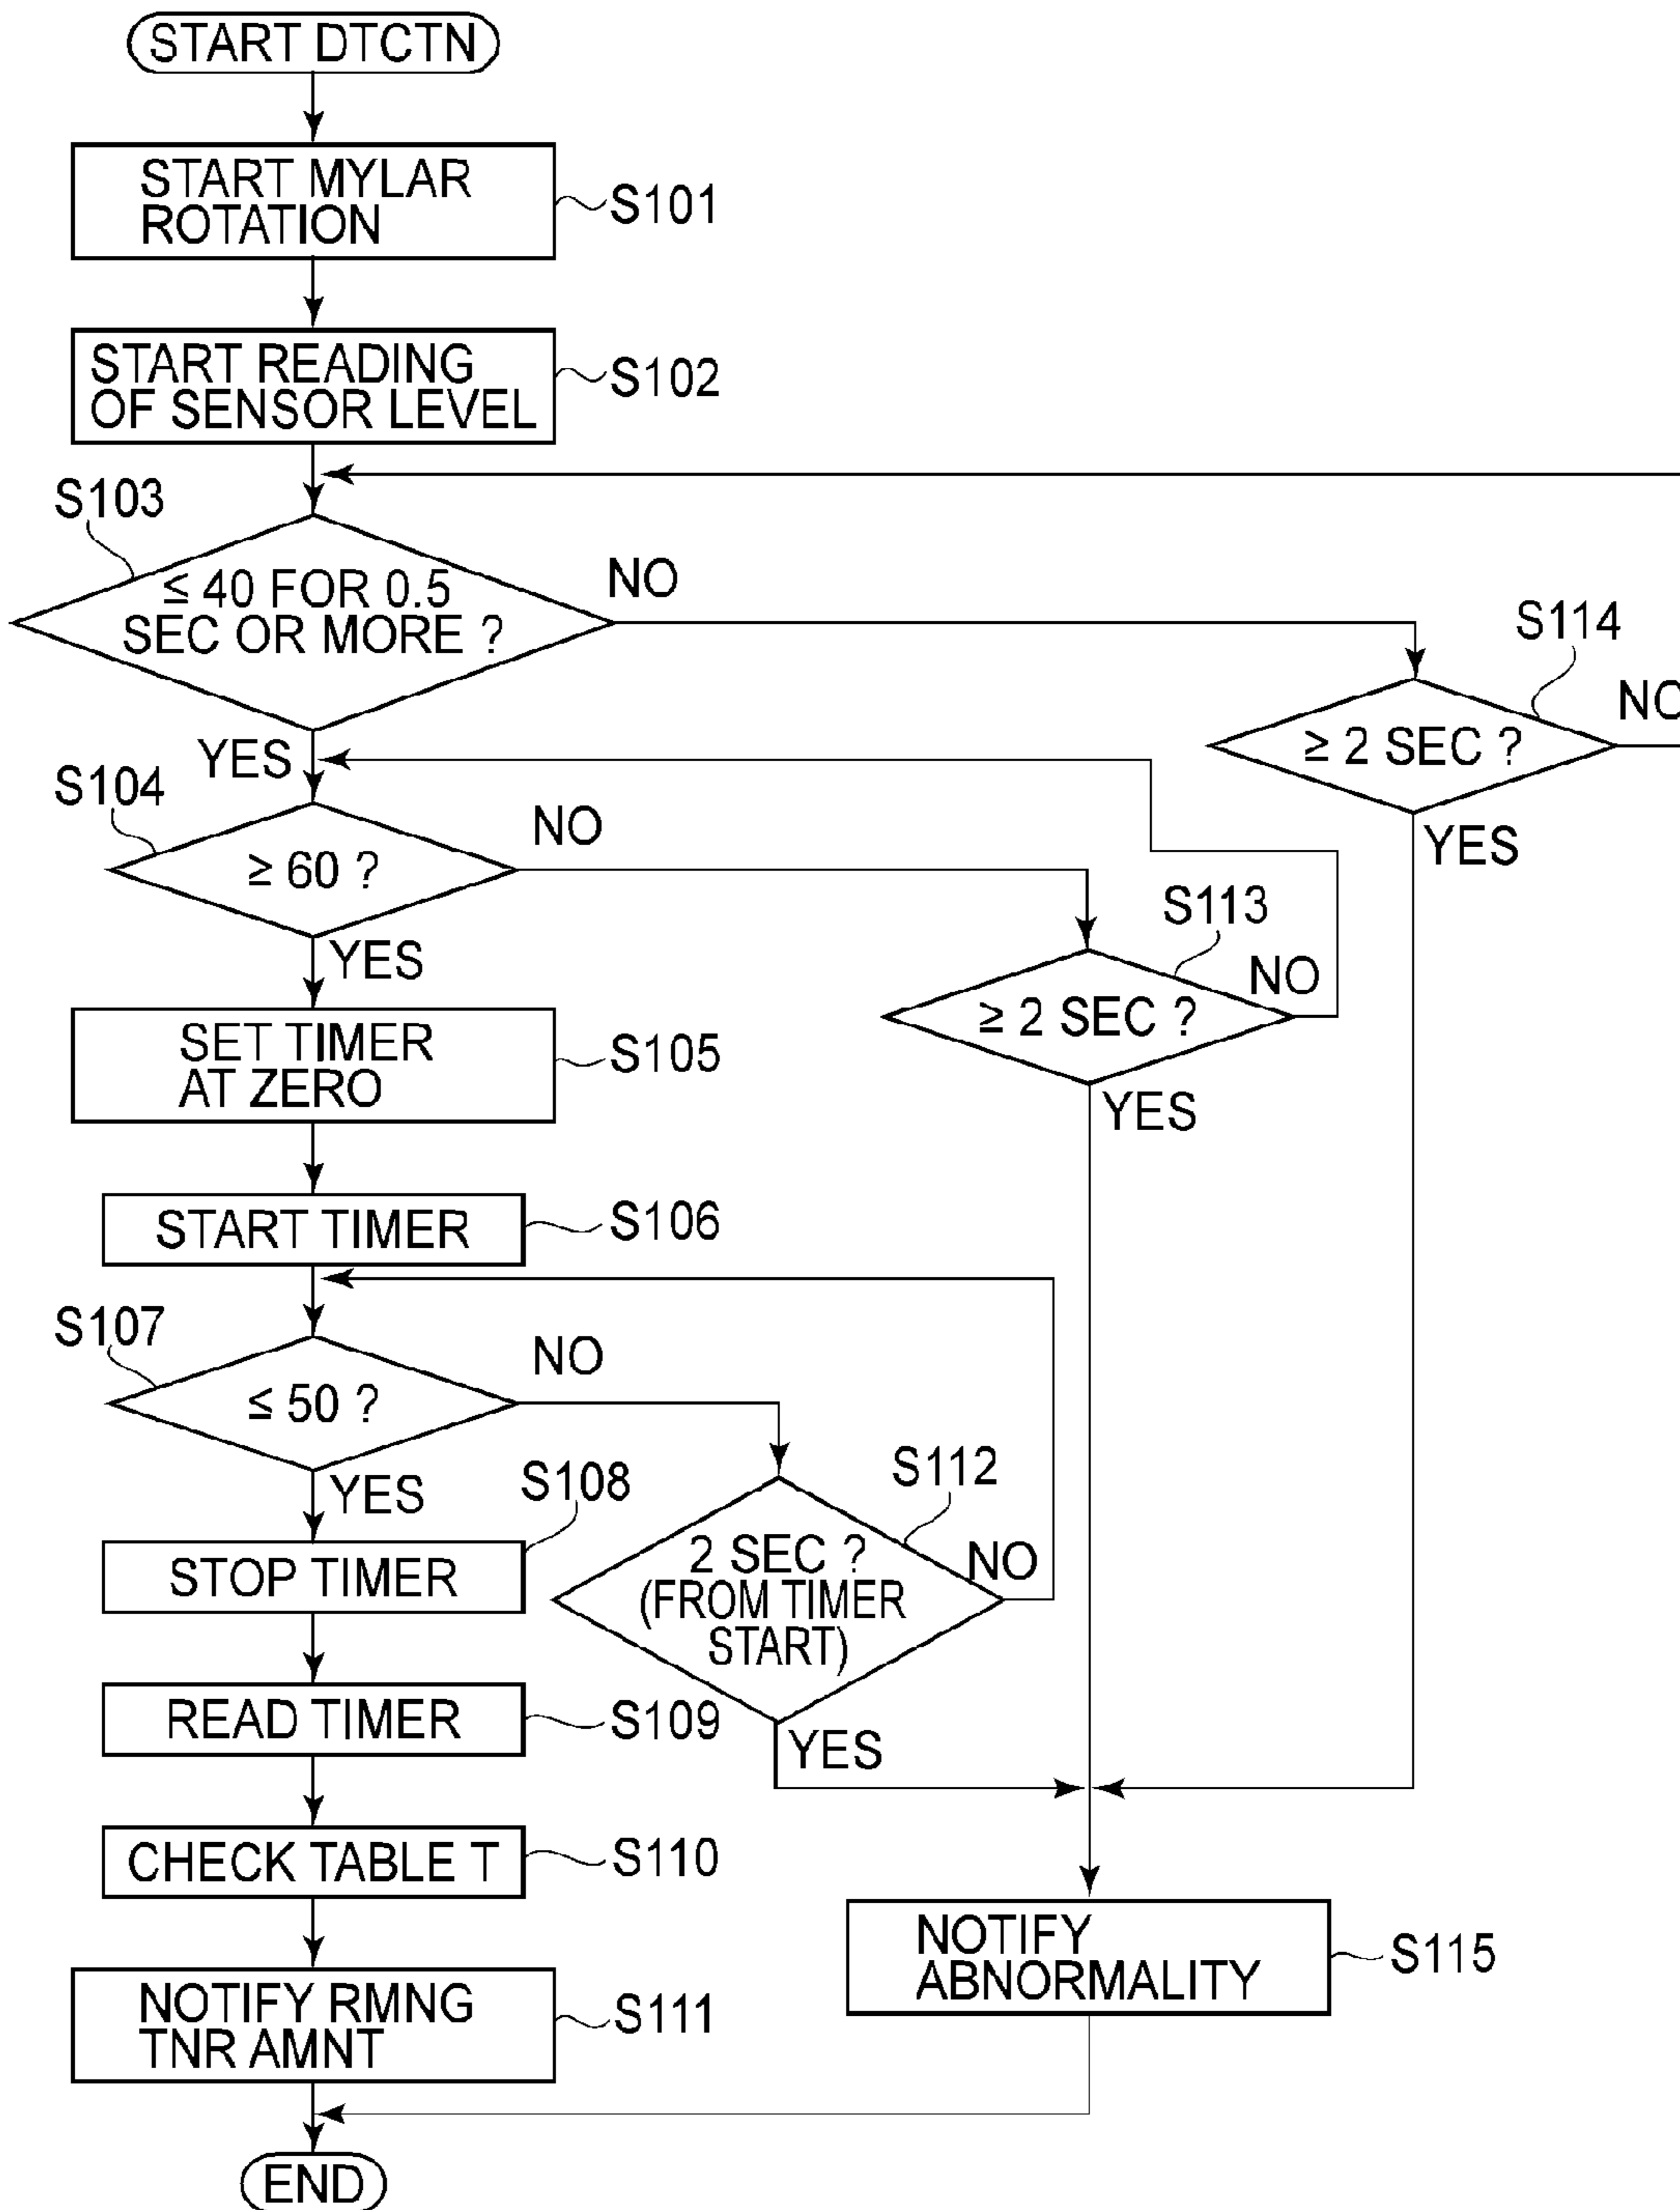 START DTCTN
START MYLAR
ROTATION
S101
START READING
OF SENSOR LEVEL
S102
S103
≤ 40 FOR 0.5
SEC OR MORE ?
NO
S114
≥ 2 SEC ?
NO
YES
YES
S104
≥ 60 ?
NO
S113
≥ 2 SEC ?
NO
YES
YES
SET TIMER
AT ZERO
S105
START TIMER
S106
S107
≤ 50 ?
NO
S112
2 SEC ?
(FROM TIMER
START)
NO
YES
YES
S108
STOP TIMER
READ TIMER
S109
CHECK TABLE T
S110
NOTIFY RMNG
TNR AMNT
S111
NOTIFY
ABNORMALITY
S115
END